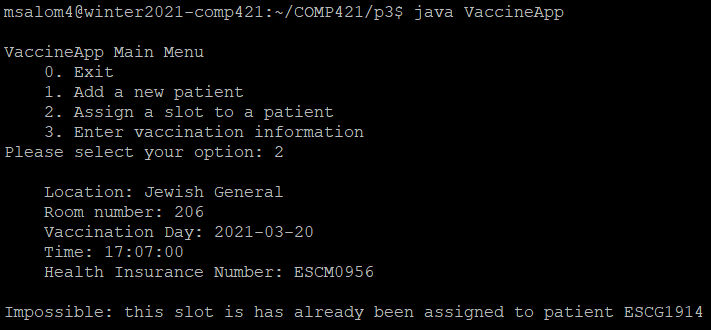 msalom4@winter2021-comp421:~/COMP421/p3$ java VaccineApp
VaccineApp Main Menu
0. Exit
1. Add a new patient
2. Assign a slot to a patient
3. Enter vaccination information
Please select your option: 2
Location: Jewish General
Room number: 206
Vaccination Day: 2021-03-20
Time: 17:07:00
Health Insurance Number: ESCM0956
Impossible: this slot is has already been assigned to patient ESCG1914